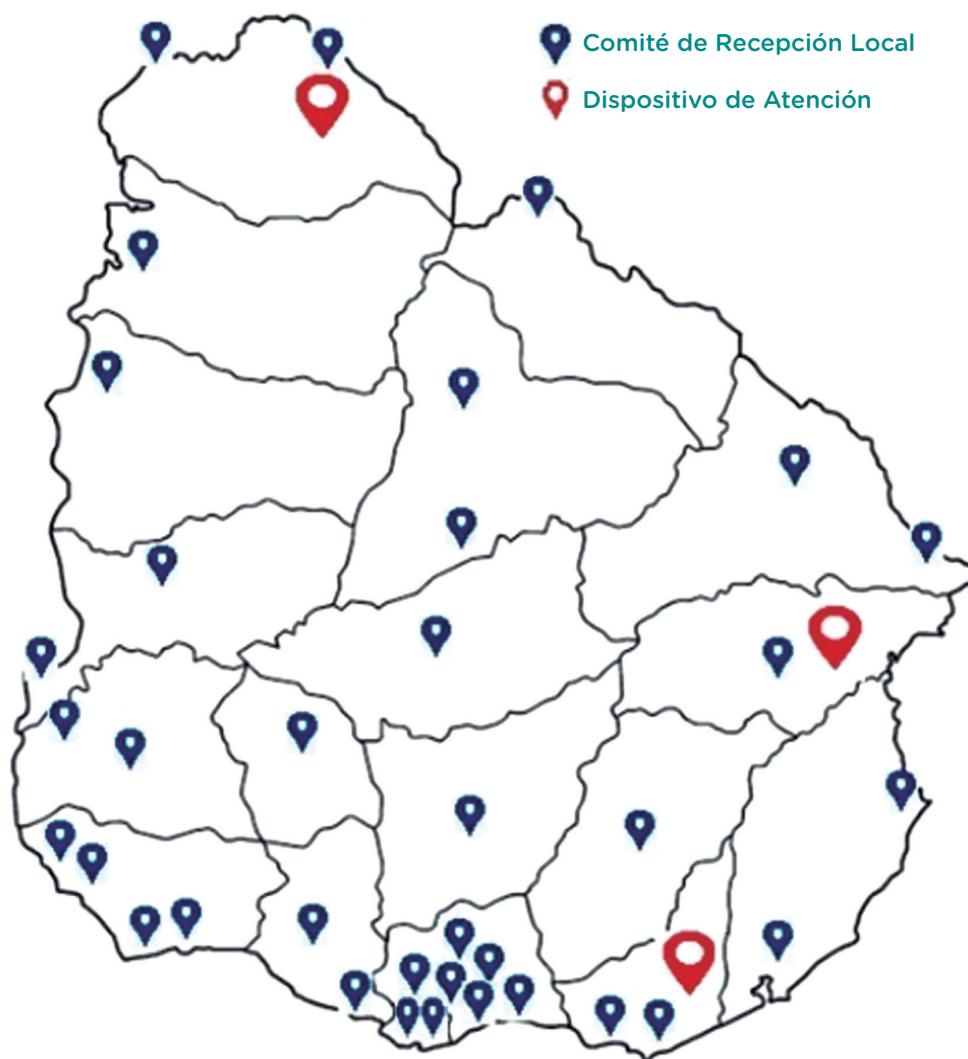 Comité de Recepción Local
Dispositivo de Atención